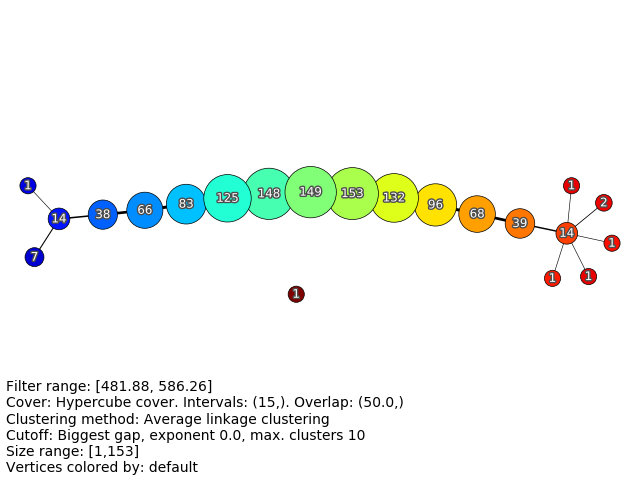 1 14 7 38 66 83 125 148 149 153 132 96 68 39 14 1 2 1 1 1
1
Filter range: [481.88, 586.26]
Cover: Hypercube cover. Intervals: (15,). Overlap: (50.0,)
Clustering method: Average linkage clustering
Cutoff: Biggest gap, exponent 0.0, max. clusters 10
Size range: [1,153]
Vertices colored by: default